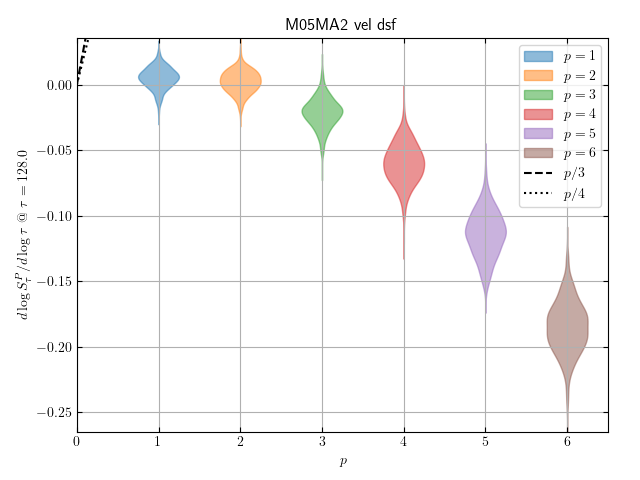 M05MA2 vel dsf
d log S_τ^P / d log τ @ τ = 128.0
0.00
−0.05
−0.10
−0.15
−0.20
−0.25
0 1 2 3 4 5 6
p
p = 1
p = 2
p = 3
p = 4
p = 5
p = 6
p/3
p/4